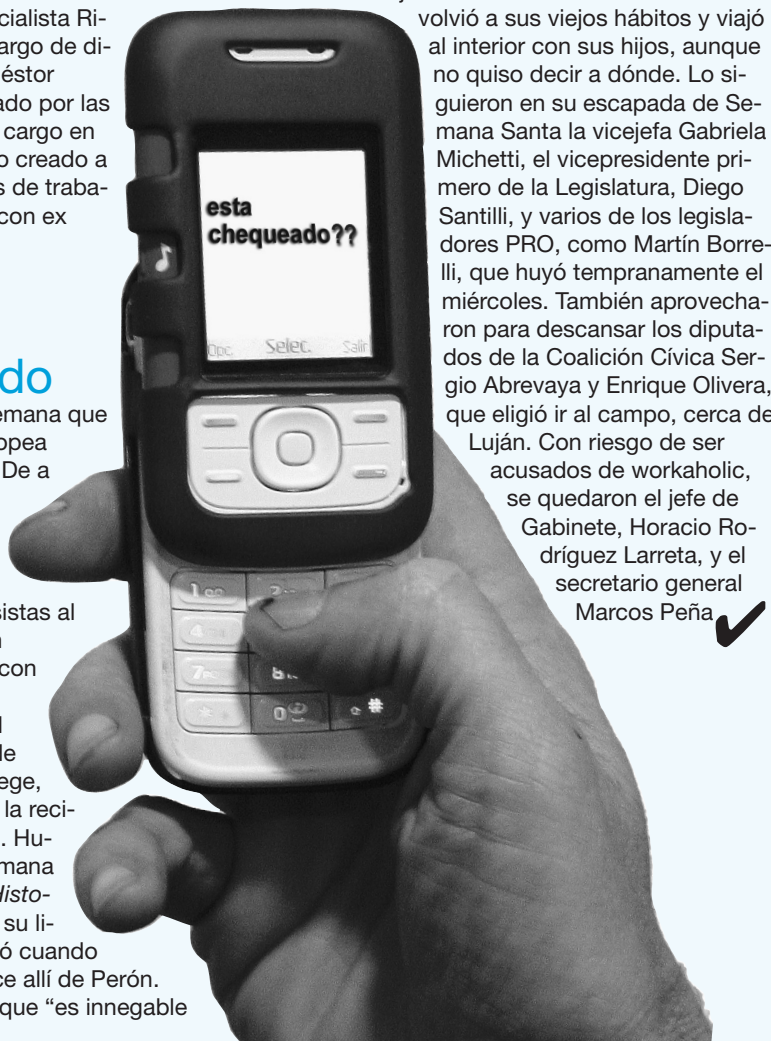 cialista Ri-
argo de di-
éstor
ado por las
cargo en
o creado a
s de traba-
con ex
do
emana que
opea
De a
sistas al
con
de
ege,
la reci-
. Hu-
mana
Histo-
su li-
ó cuando
ce allí de Perón.
que “es innegable
esta
chequeado??
Opc. Selec. Salir
1
4
7
* 0 #
volvió a sus viejos hábitos y viajó
al interior con sus hijos, aunque
no quiso decir a dónde. Lo si-
guieron en su escapada de Se-
mana Santa la vicejefa Gabriela
Michetti, el vicepresidente pri-
mero de la Legislatura, Diego
Santilli, y varios de los legisla-
dores PRO, como Martín Borre-
lli, que huyó tempranamente el
miércoles. También aprovecha-
ron para descansar los diputa-
dos de la Coalición Cívica Ser-
gio Abrevaya y Enrique Olivera,
que eligió ir al campo, cerca de
Luján. Con riesgo de ser
acusados de workaholic,
se quedaron el jefe de
Gabinete, Horacio Ro-
dríguez Larreta, y el
secretario general
Marcos Peña